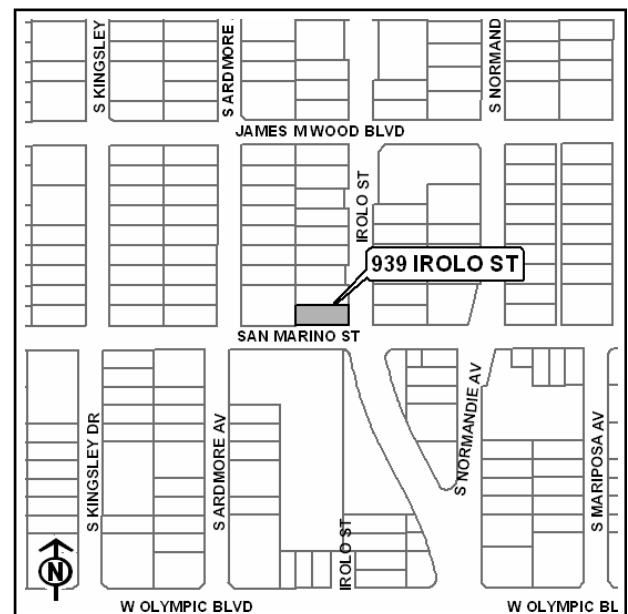 S KINGSLEY
S ARDMORE
S NORMAND
JAMES M WOOD BLVD
IROLO ST
939 IROLO ST
SAN MARINO ST
S KINGSLEY DR
S ARDMORE AV
IROLO ST
S NORMANDIE AV
S MARIPOSA AV
N
W OLYMPIC BLVD
W OLYMPIC BL